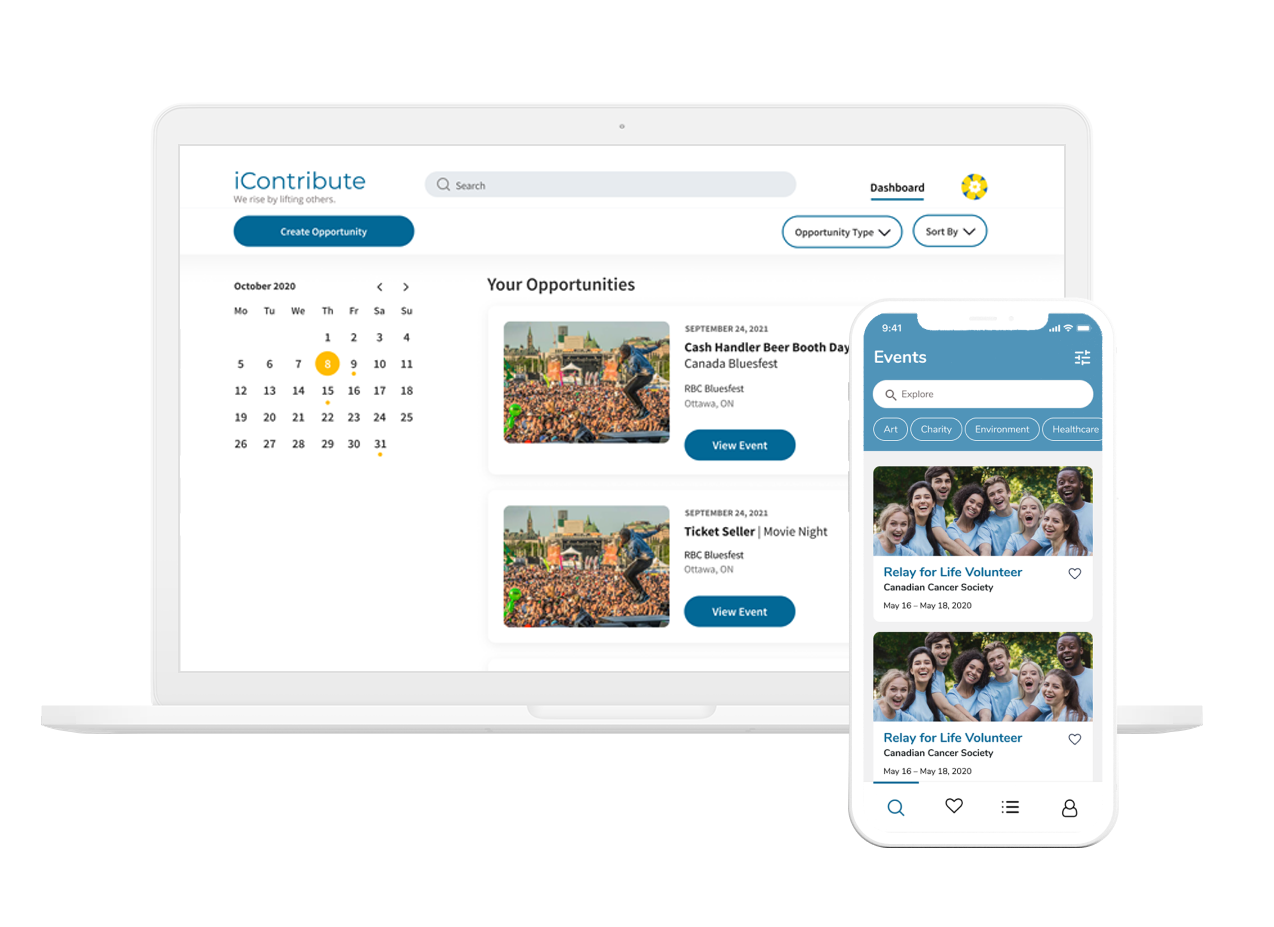 iContribute
We rise by lifting others.
Search
Dashboard
Create Opportunity
Opportunity Type
Sort By
October 2020
Mo Tu We Th Fr Sa Su
1 2 3 4
5 6 7 8 9 10 11
12 13 14 15 16 17 18
19 20 21 22 23 24 25
26 27 28 29 30 31
Your Opportunities
SEPTEMBER 24, 2021
Cash Handler Beer Booth Day
Canada Bluesfest
RBC Bluesfest
Ottawa, ON
View Event
SEPTEMBER 24, 2021
Ticket Seller | Movie Night
RBC Bluesfest
Ottawa, ON
View Event
9:41
Events
Explore
Art Charity Environment Healthcare
Relay for Life Volunteer
Canadian Cancer Society
May 16 – May 18, 2020
Relay for Life Volunteer
Canadian Cancer Society
May 16 – May 18, 2020